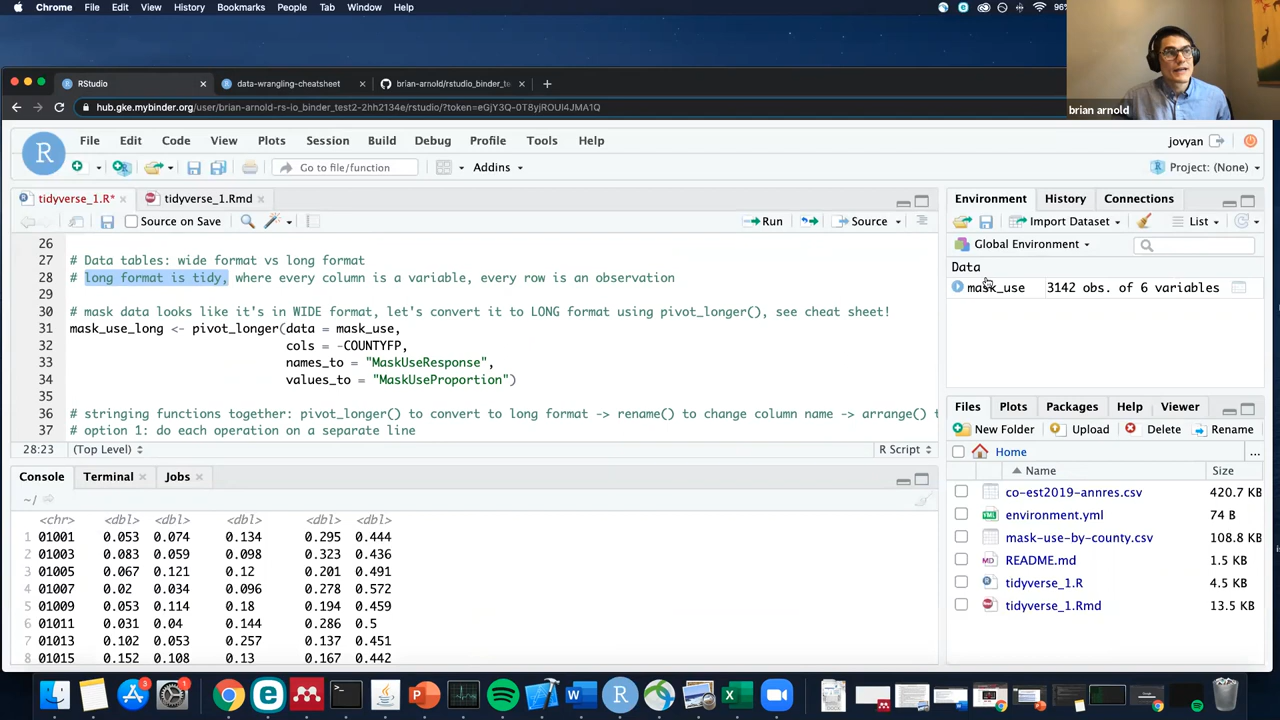 Chrome File Edit View History Bookmarks People Tab Window Help 96%
brian arnold
RStudio
data-wrangling-cheatsheet
brian-arnold/rstudio_binder_te
hub.gke.mybinder.org/user/brian-arnold-rs-io_binder_test2-2hh2134e/rstudio/?token=eGjY3Q-0T8yjROUI4JMA1Q
R File Edit Code View Plots Session Build Debug Profile Tools Help
jovyan
Go to file/function
Addins
Project: (None)
tidyverse_1.R*
tidyverse_1.Rmd
Source on Save
Run
Source
26
27 # Data tables: wide format vs long format
28 # long format is tidy, where every column is a variable, every row is an observation
29
30 # mask data looks like it's in WIDE format, let's convert it to LONG format using pivot_longer(), see cheat sheet!
31 mask_use_long <- pivot_longer(data = mask_use,
32 cols = -COUNTYFP,
33 names_to = "MaskUseResponse",
34 values_to = "MaskUseProportion")
35
36 # stringing functions together: pivot_longer() to convert to long format -> rename() to change column name -> arrange() t
37 # option 1: do each operation on a separate line
28:23 (Top Level) R Script
Console Terminal Jobs
~/
<chr> <dbl> <dbl> <dbl> <dbl> <dbl>
1 01001 0.053 0.074 0.134 0.295 0.444
2 01003 0.083 0.059 0.098 0.323 0.436
3 01005 0.067 0.121 0.12 0.201 0.491
4 01007 0.02 0.034 0.096 0.278 0.572
5 01009 0.053 0.114 0.18 0.194 0.459
6 01011 0.031 0.04 0.144 0.286 0.5
7 01013 0.102 0.053 0.257 0.137 0.451
8 01015 0.152 0.108 0.13 0.167 0.442
Environment History Connections
Import Dataset
List
Global Environment
Data
mask_use 3142 obs. of 6 variables
Files Plots Packages Help Viewer
New Folder Upload Delete Rename
Home ...
Name Size
co-est2019-annres.csv 420.7 KB
environment.yml 74 B
mask-use-by-county.csv 108.8 KB
README.md 1.5 KB
tidyverse_1.R 4.5 KB
tidyverse_1.Rmd 13.5 KB